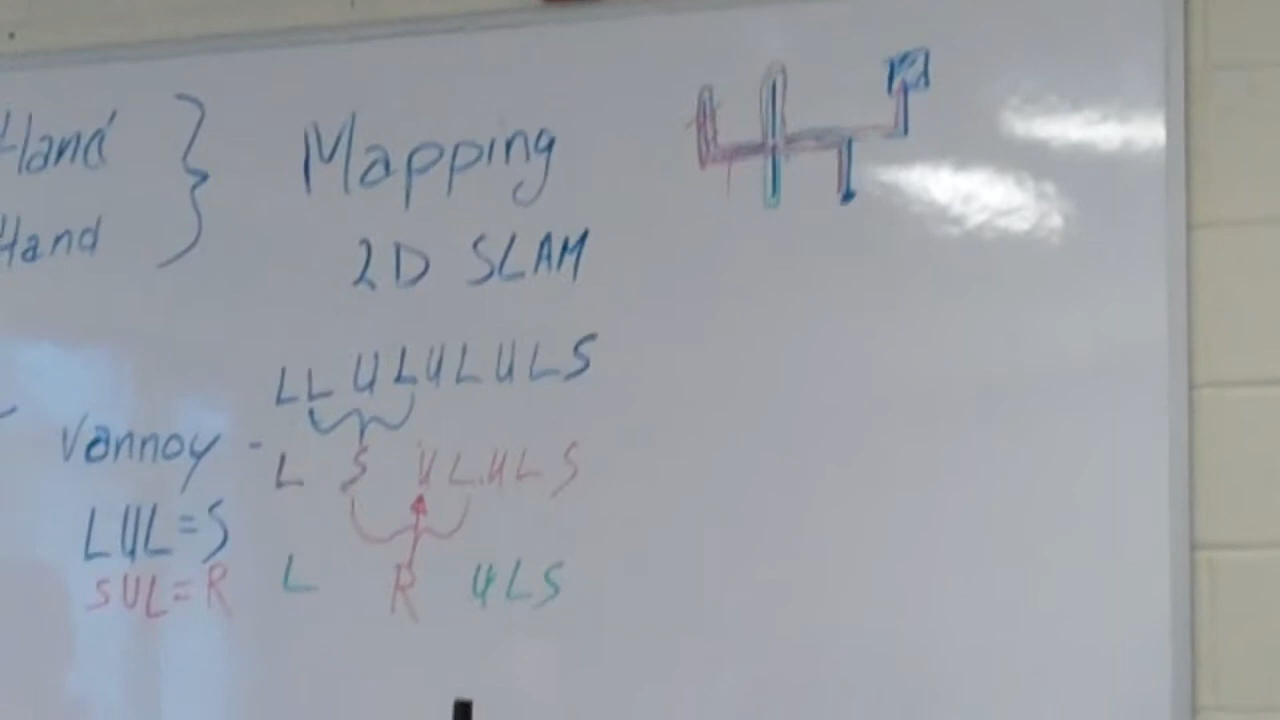 Hand
Hand
Mapping
2D SLAM
LLULULULS
Vannoy -
L S ULULS
LUL=S
SUL=R
L R ULS